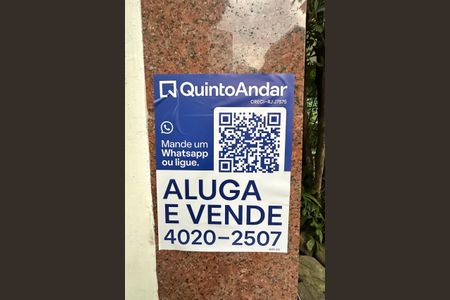 QuintoAndar
CRECI-RJ J7575
Mande um
Whatsapp
ou ligue.
ALUGA
E VENDE
4020-2507